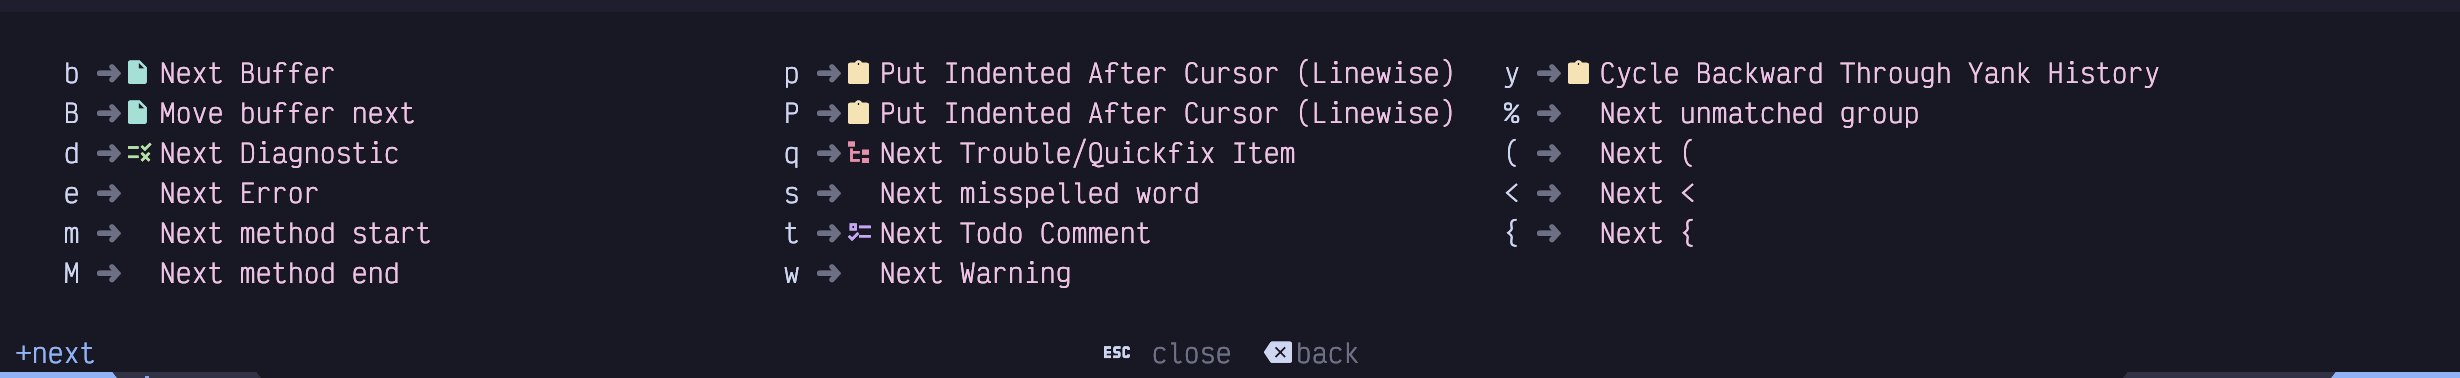 b ➜ Next Buffer
B ➜ Move buffer next
d ➜ Next Diagnostic
e ➜ Next Error
m ➜ Next method start
M ➜ Next method end
p ➜ Put Indented After Cursor (Linewise)
P ➜ Put Indented After Cursor (Linewise)
q ➜ Next Trouble/Quickfix Item
s ➜ Next misspelled word
t ➜ Next Todo Comment
w ➜ Next Warning
y ➜ Cycle Backward Through Yank History
% ➜ Next unmatched group
( ➜ Next (
< ➜ Next <
{ ➜ Next {
+next
ESC close back